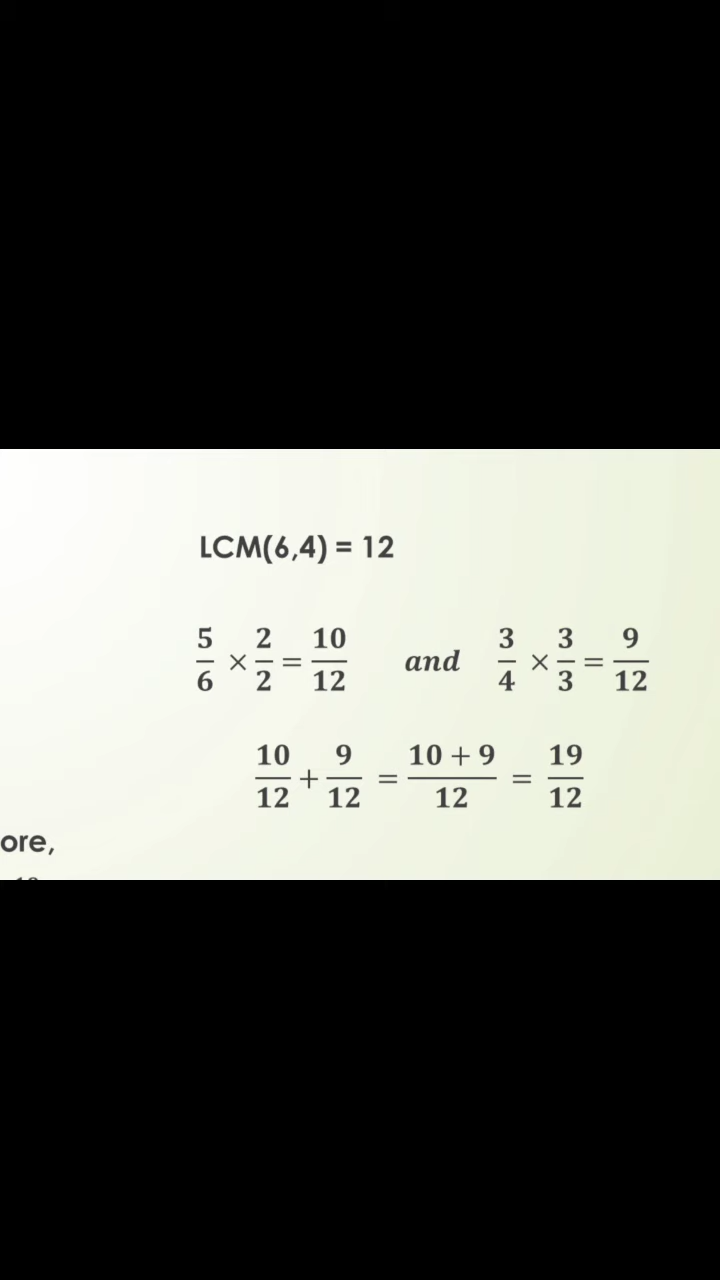 LCM(6,4) = 12
5/6 × 2/2 = 10/12 and 3/4 × 3/3 = 9/12
10/12 + 9/12 = 10 + 9/12 = 19/12
ore,